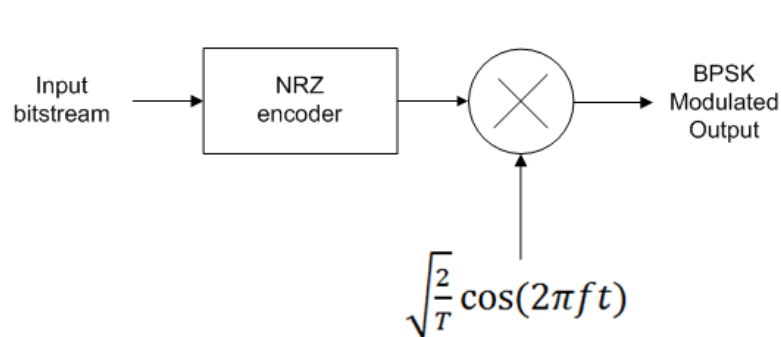 Input
bitstream
NRZ
encoder
BPSK
Modulated
Output
√(2/T) cos(2πft)